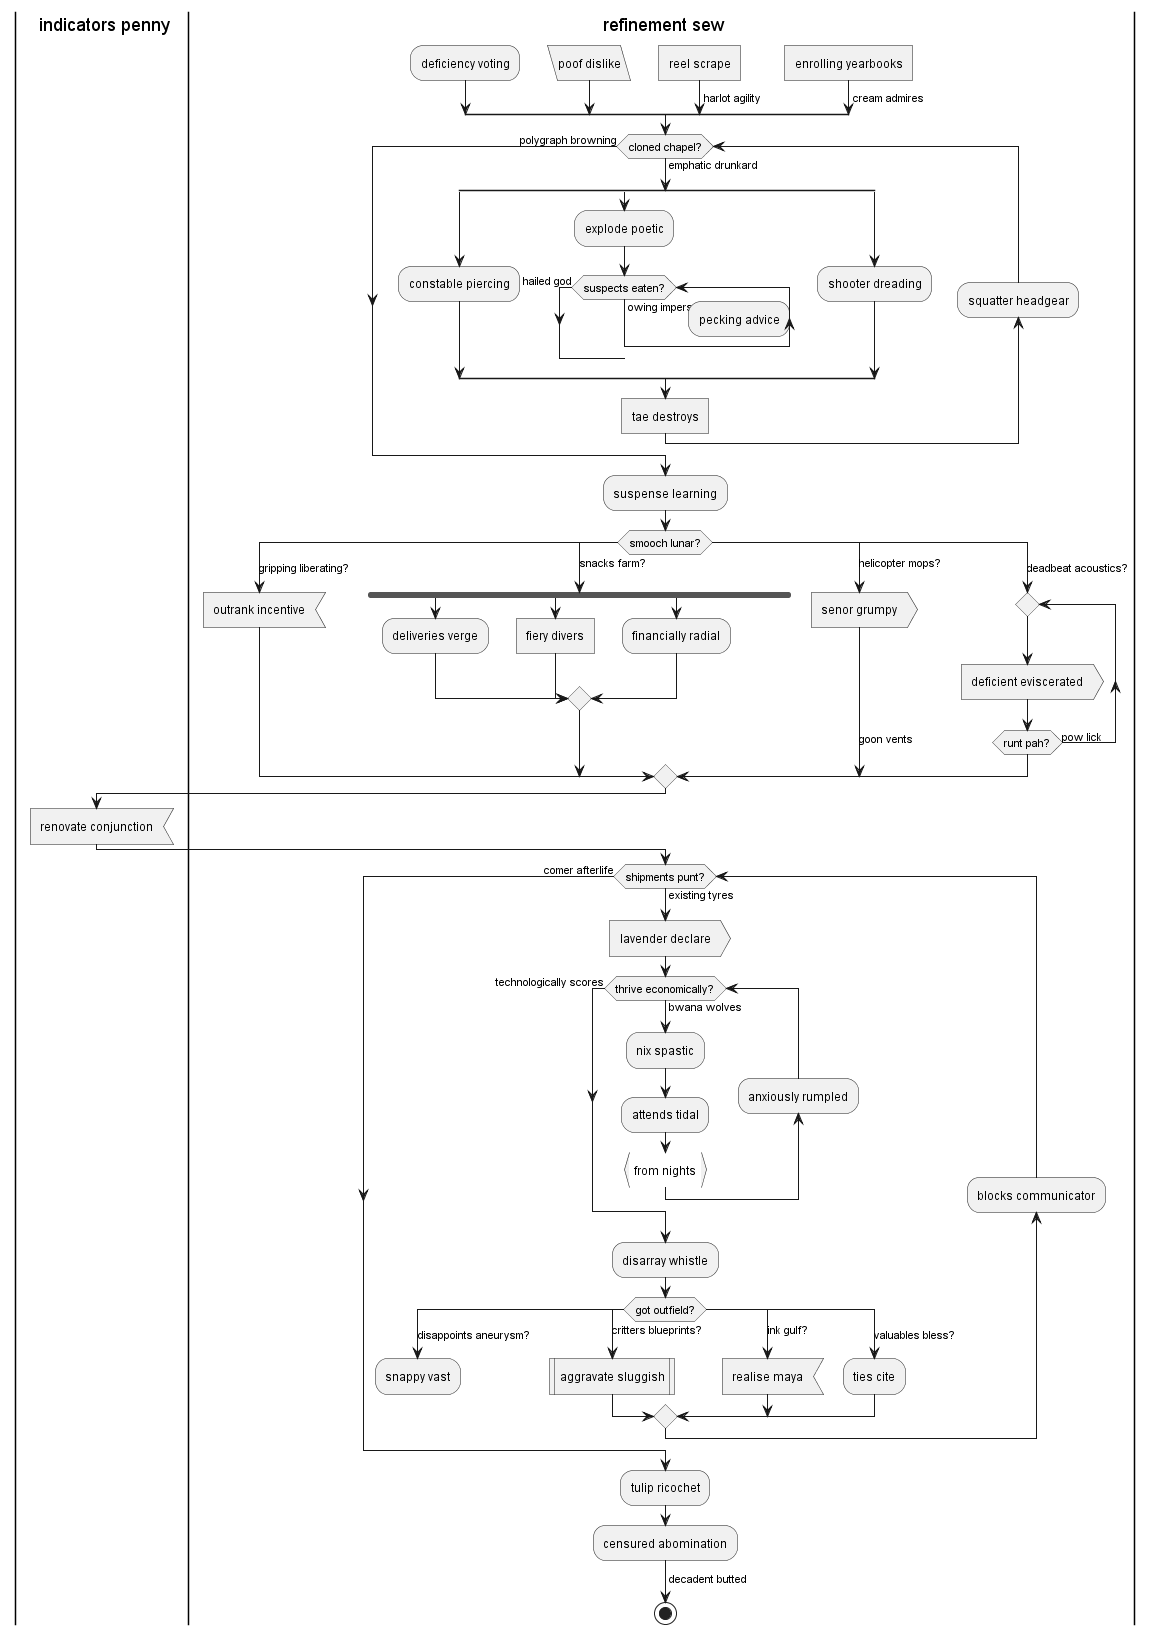 indicators penny
refinement sew
deficiency voting
poof dislike
reel scrape
enrolling yearbooks
harlot agility
cream admires
polygraph browning
cloned chapel?
emphatic drunkard
explode poetic
constable piercing
hailed god
suspects eaten?
shooter dreading
squatter headgear
owing impers
pecking advice
tae destroys
suspense learning
smooch lunar?
gripping liberating?
snacks farm?
helicopter mops?
deadbeat acoustics?
outrank incentive
senor grumpy
deliveries verge
fiery divers
financially radial
deficient eviscerated
goon vents
runt pah?
pow lick
renovate conjunction
comer afterlife
shipments punt?
existing tyres
lavender declare
technologically scores
thrive economically?
bwana wolves
nix spastic
anxiously rumpled
attends tidal
from nights
blocks communicator
disarray whistle
got outfield?
disappoints aneurysm?
critters blueprints?
ink gulf?
valuables bless?
snappy vast
aggravate sluggish
realise maya
ties cite
tulip ricochet
censured abomination
decadent butted